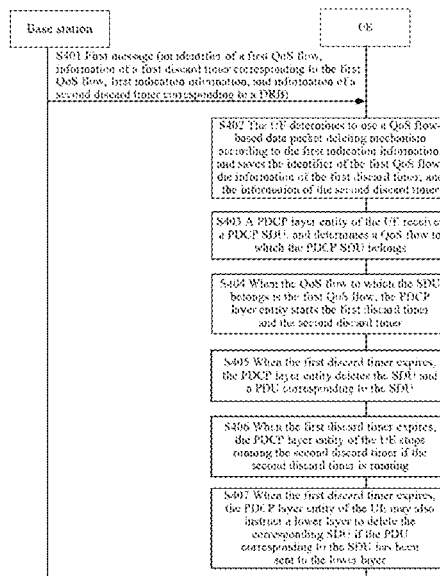 Base station
UE
S401 First message (an identifier of a first QoS flow,
information of a first discard timer corresponding to the first
QoS flow, first indication information, and information of a
second discard timer corresponding to a DRB)
S402 The UE determines to use a QoS flow-
based data packet deleting mechanism
according to the first indication information,
and saves the identifier of the first QoS flow,
the information of the first discard timer, and
the information of the second discard timer
S403 A PDCP layer entity of the UE receives
a PDCP SDU, and determines a QoS flow to
which the PDCP SDU belongs
S404 When the QoS flow to which the SDU
belongs is the first QoS flow, the PDCP
layer entity starts the first discard timer
and the second discard timer
S405 When the first discard timer expires,
the PDCP layer entity deletes the SDU and
a PDU corresponding to the SDU
S406 When the first discard timer expires,
the PDCP layer entity of the UE stops
running the second discard timer if the
second discard timer is running
S407 When the first discard timer expires,
the PDCP layer entity of the UE may also
instruct a lower layer to delete the
corresponding SDU if the PDU
corresponding to the SDU has been
sent to the lower layer